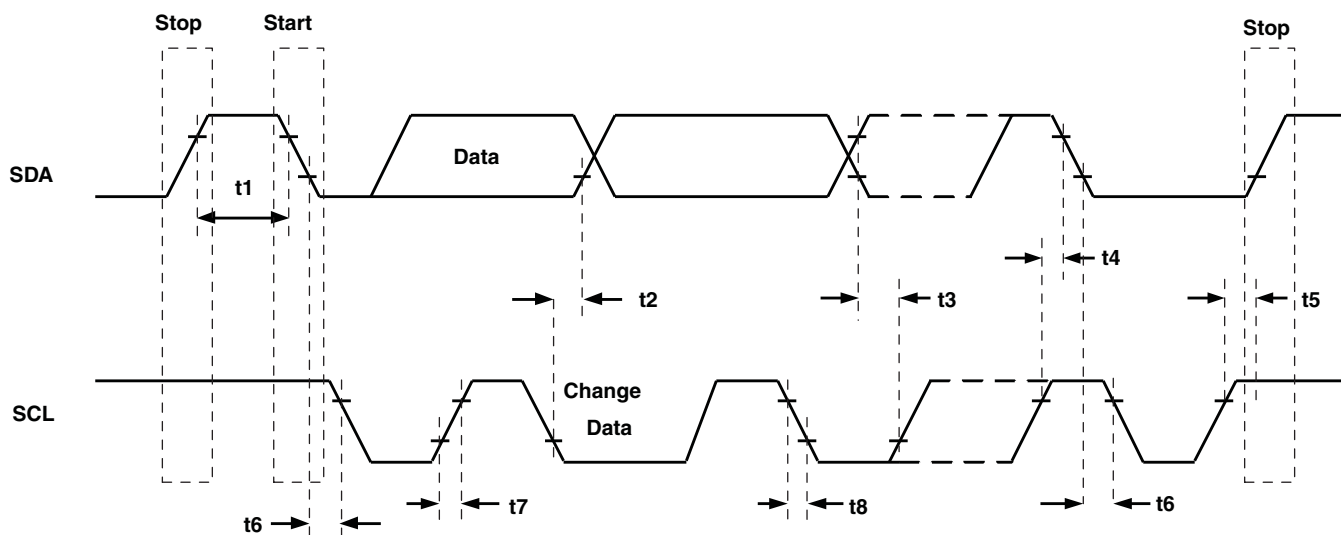 Stop
Start
Stop
SDA
t1
Data
t2
t3
t4
t5
SCL
Change
Data
t6
t7
t8
t6